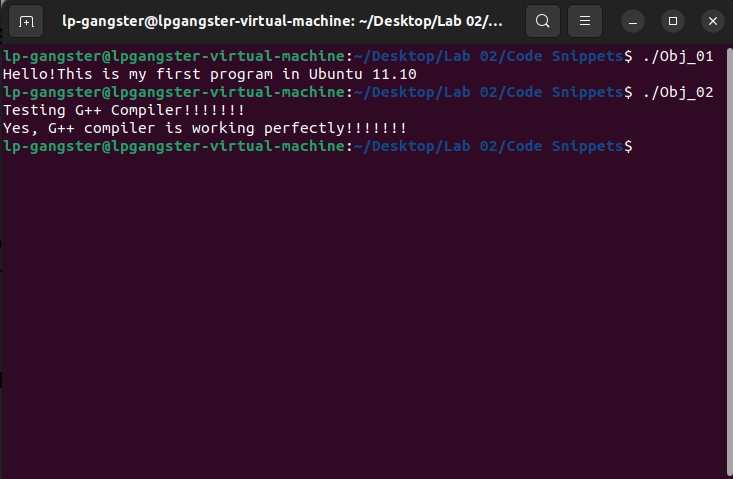 lp-gangster@lpgangster-virtual-machine: ~/Desktop/Lab 02/...
lp-gangster@lpgangster-virtual-machine:~/Desktop/Lab 02/Code Snippets$ ./Obj_01
Hello!This is my first program in Ubuntu 11.10
lp-gangster@lpgangster-virtual-machine:~/Desktop/Lab 02/Code Snippets$ ./Obj_02
Testing G++ Compiler!!!!!!!
Yes, G++ compiler is working perfectly!!!!!!!
lp-gangster@lpgangster-virtual-machine:~/Desktop/Lab 02/Code Snippets$